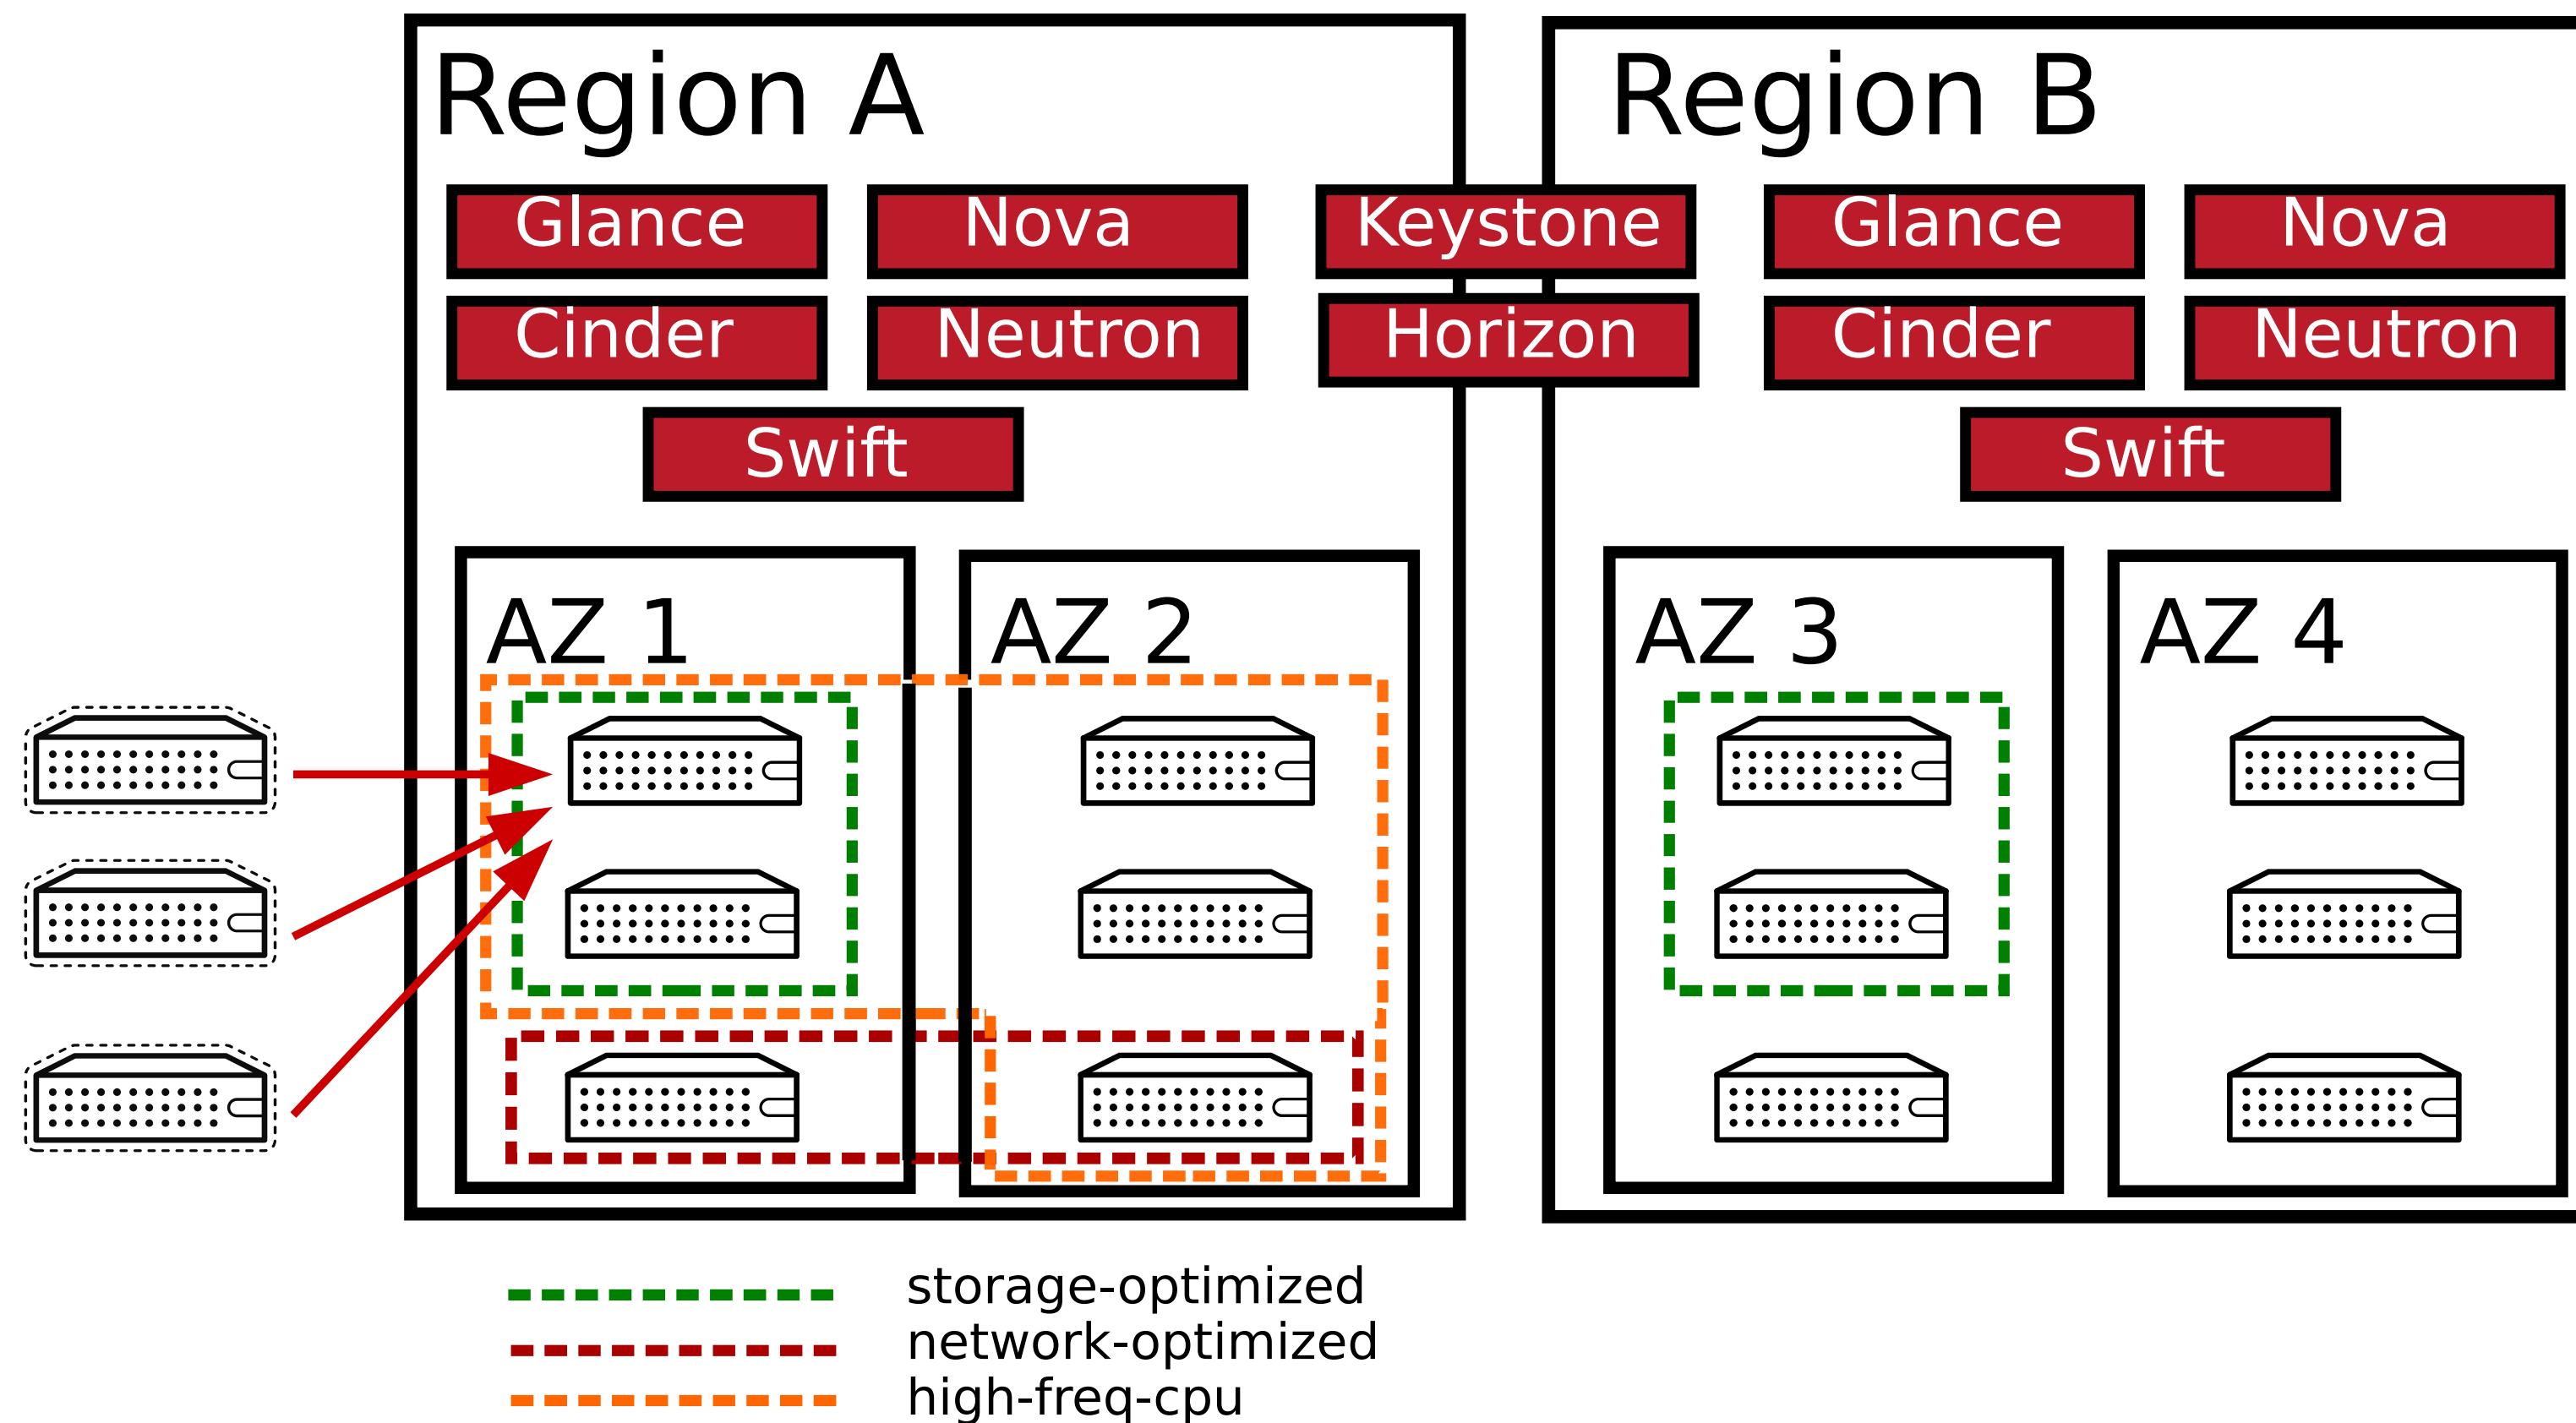 Region A
Region B
Glance
Nova
Keystone
Glance
Nova
Cinder
Neutron
Horizon
Cinder
Neutron
Swift
Swift
AZ 1
AZ 2
AZ 3
AZ 4
storage-optimized
network-optimized
high-freq-cpu